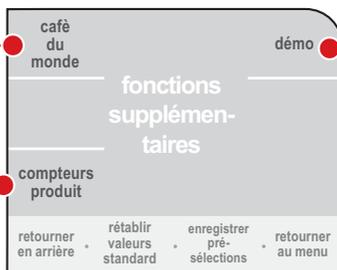 cafè
du
monde
démo
fonctions
supplémen-
taires
compteurs
produit
retourner
en arrière
•
rétablir
valeurs
standard
•
enregistrer
pré-
sélections
•
retourner
au menu